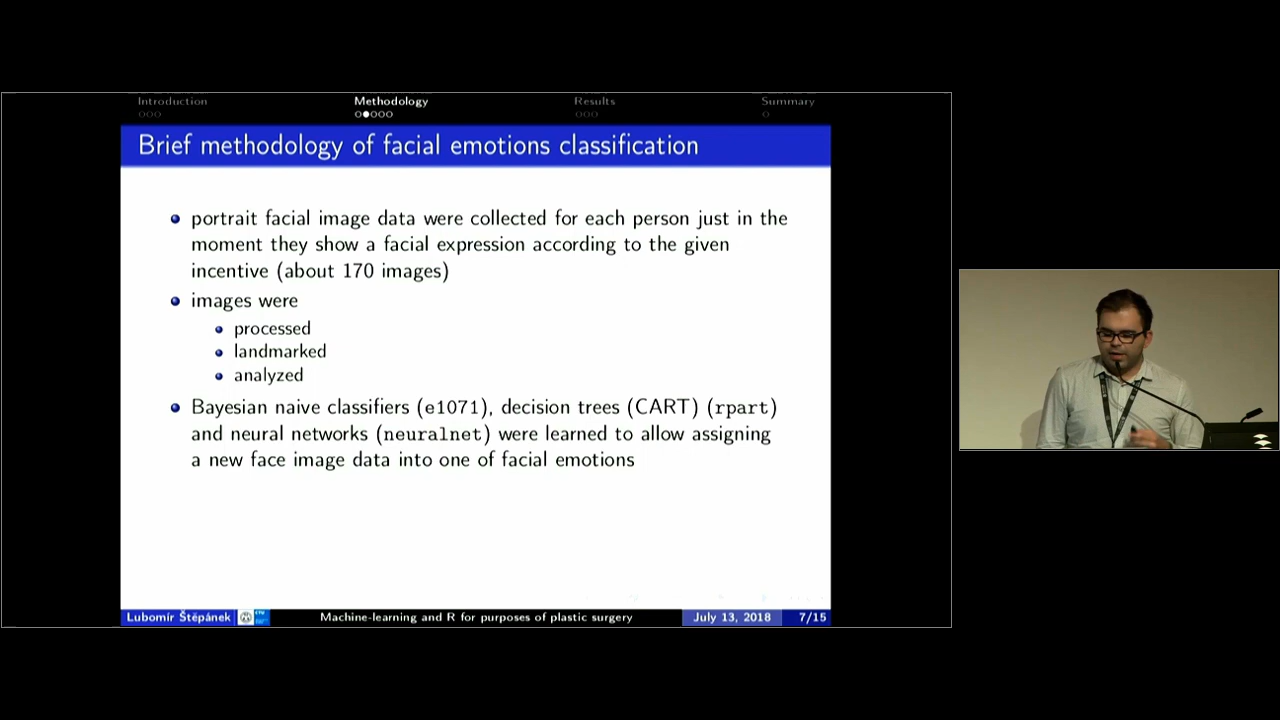 Introduction
Methodology
Results
Summary
Brief methodology of facial emotions classification
portrait facial image data were collected for each person just in the
moment they show a facial expression according to the given
incentive (about 170 images)
images were
processed
landmarked
analyzed
Bayesian naive classifiers (e1071), decision trees (CART) (rpart)
and neural networks (neuralnet) were learned to allow assigning
a new face image data into one of facial emotions
Lubomír Štěpánek
Machine-learning and R for purposes of plastic surgery
July 13, 2018
7/15